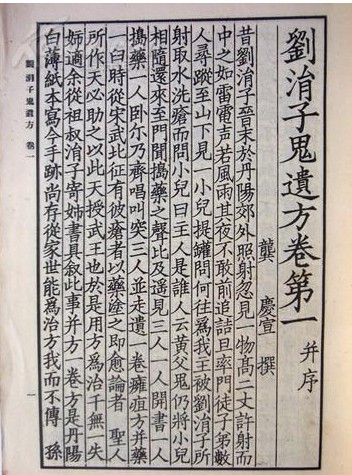 劉涓子鬼遺方卷第一 并序
龔慶宣 撰
昔劉涓子晉末於丹陽郊外照射忽見一物高二丈許射而
中之如雷電声若風雨其夜不敢前追詰旦率門徒子弟數
人尋蹤至山下見一小兒提罐問何往為我主被劉涓子所
射取水洗瘡而問小兒曰主人是誰人云黄父鬼仍將小兒
相隨還來至門聞搗藥之聲比及遥見三人一人開書一人
搗藥一人卧尔乃齊唱叫突三人並走遺一卷癰疽方并藥
一臼時從宋武北征有被瘡者以藥塗之即愈論者 聖人
所作天必助之以此天授武王也於是用方為治千無一失
姊適余從祖叔涓子寄姊書具叙此事并方一卷方是丹陽
白薄紙本寫今手跡尚存從家世能為治方我而不傳 孫
劉涓子鬼遺方 卷一
一